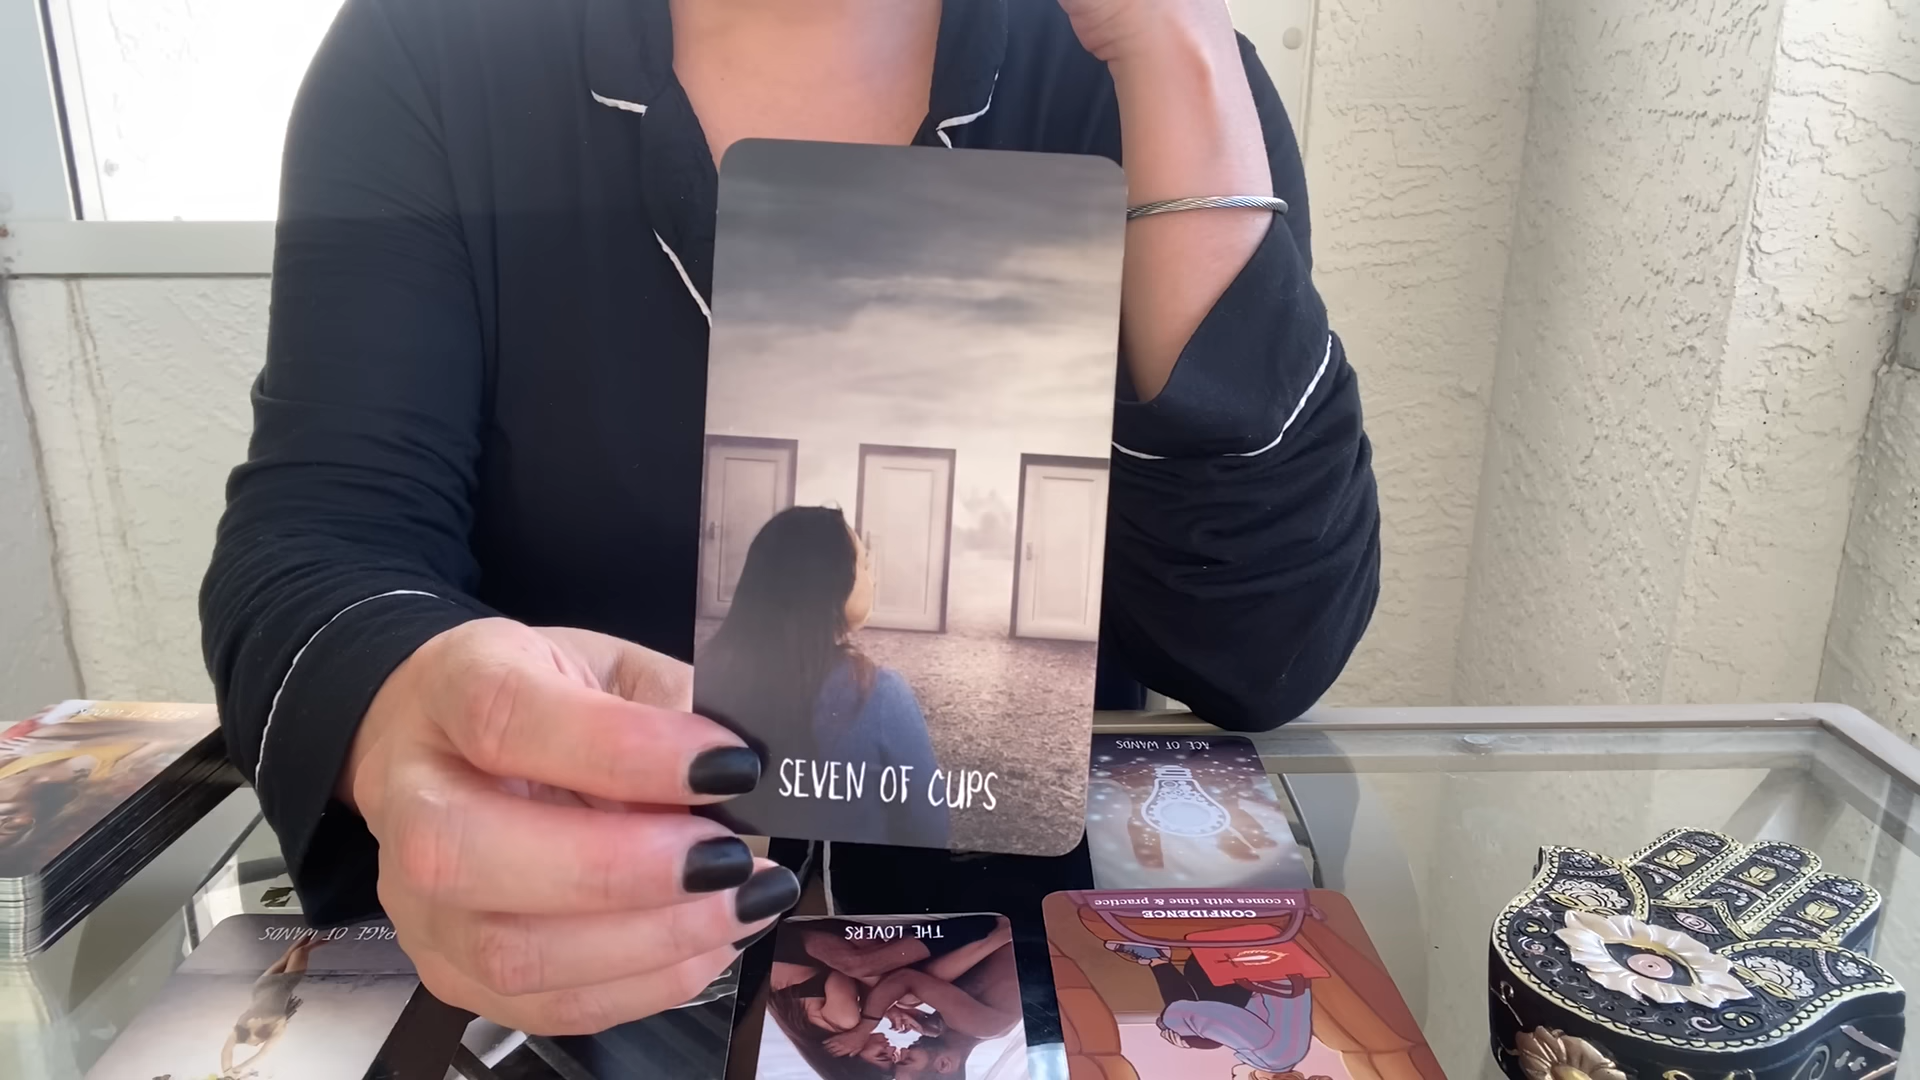 SEVEN OF CUPS
ACE OF WANDS
PAGE OF WANDS
THE LOVERS
CONFIDENCE
it comes with time & practice